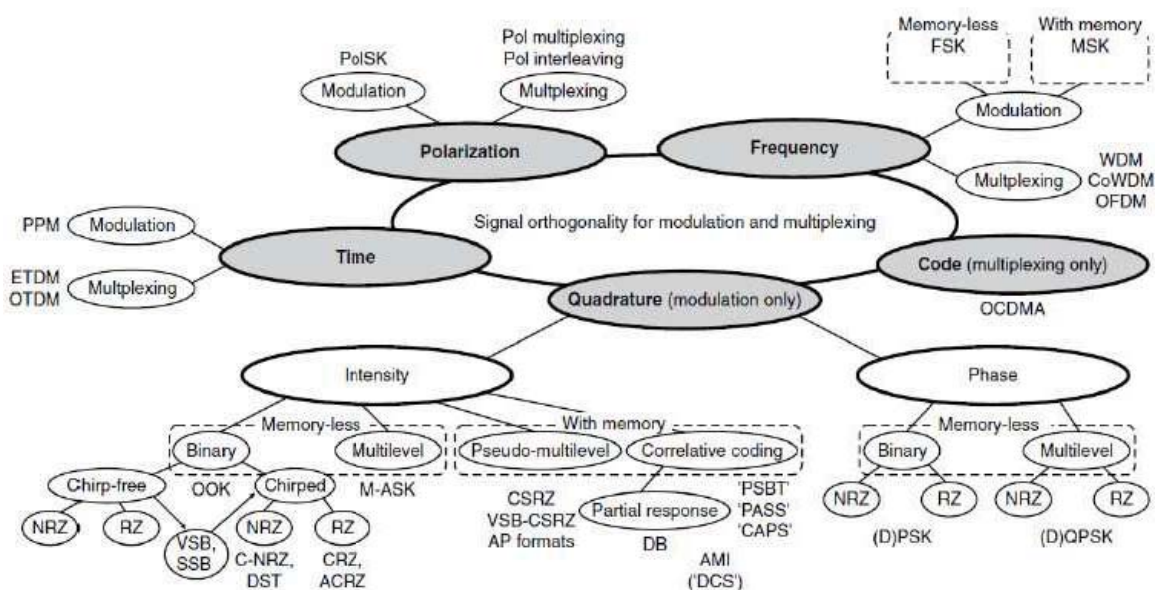 Memory-less
FSK
With memory
MSK
Pol multiplexing
Pol interleaving
PolSK
Modulation
Multplexing
Modulation
Polarization
Frequency
Multplexing
WDM
CoWDM
OFDM
PPM
Modulation
Signal orthogonality for modulation and multiplexing
Time
Code (multiplexing only)
ETDM
OTDM
Multplexing
Quadrature (modulation only)
OCDMA
Intensity
Phase
Memory-less
With memory
Memory-less
Binary
Multilevel
Pseudo-multilevel
Correlative coding
Binary
Multilevel
Chirp-free
OOK
Chirped
M-ASK
CSRZ
VSB-CSRZ
AP formats
Partial response
'PSBT'
'PASS'
'CAPS'
NRZ
RZ
NRZ
RZ
NRZ
RZ
NRZ
RZ
VSB,
SSB
C-NRZ,
DST
CRZ,
ACRZ
DB
AMI
('DCS')
(D)PSK
(D)QPSK